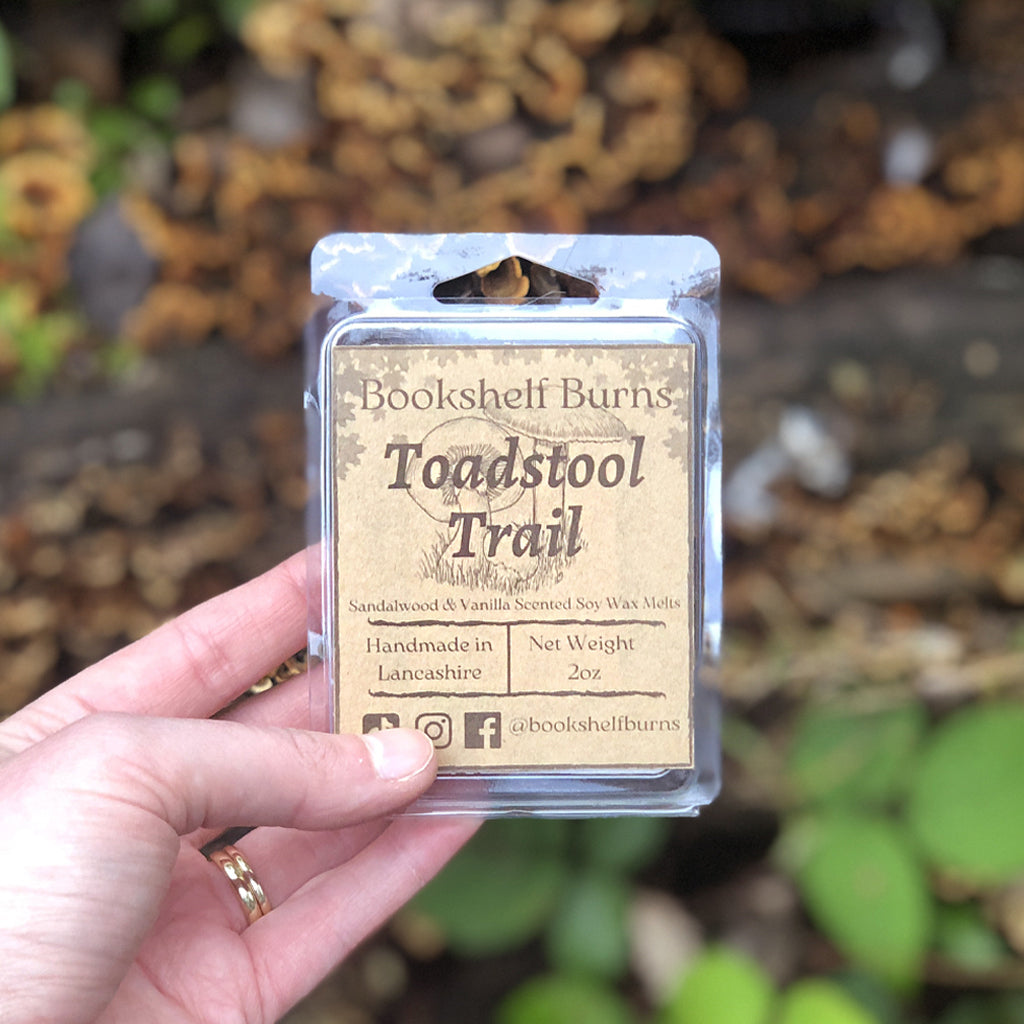 Bookshelf Burns
Toadstool
Trail
Sandalwood & Vanilla Scented Soy Wax Melts
Handmade in
Lancashire
Net Weight
2oz
@bookshelfburns